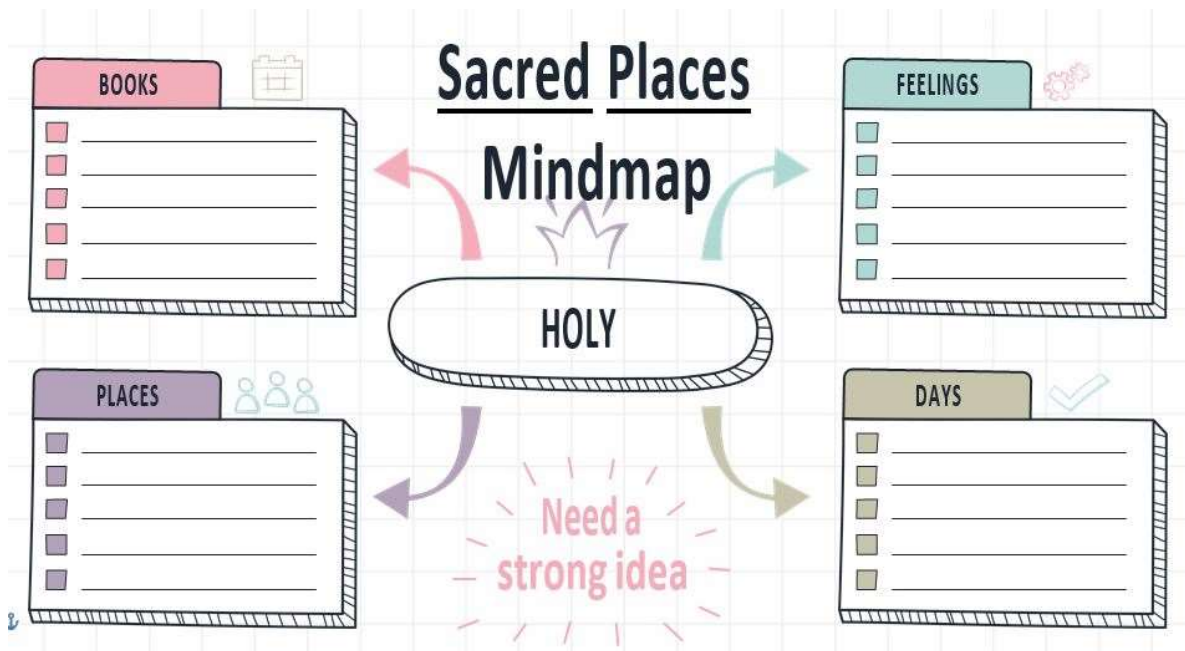 Sacred Places
Mindmap
BOOKS
FEELINGS
HOLY
PLACES
DAYS
Need a
strong idea